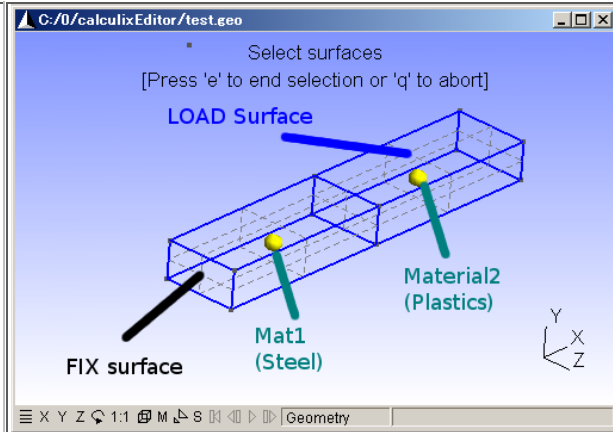 C:/0/calculixEditor/test.geo
Select surfaces
[Press 'e' to end selection or 'q' to abort]
LOAD Surface
Material2
(Plastics)
Mat1
(Steel)
FIX surface
Y
X
Z
X Y Z 1:1 M S Geometry